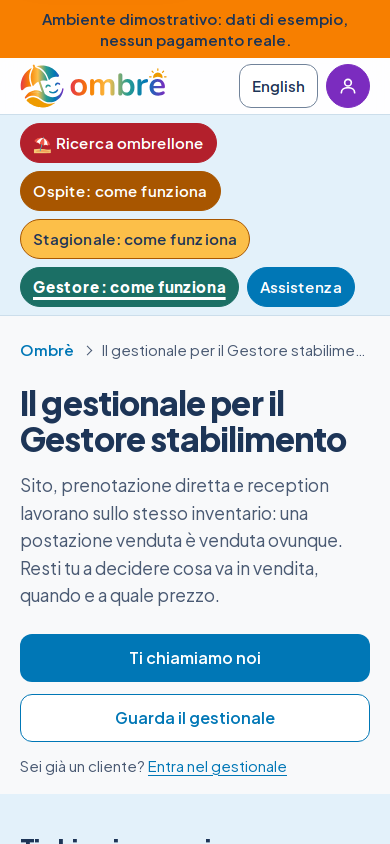 Ambiente dimostrativo: dati di esempio,
nessun pagamento reale.
ombrè
English
Ricerca ombrellone
Ospite: come funziona
Stagionale: come funziona
Gestore: come funziona
Assistenza
Ombrè > Il gestionale per il Gestore stabilime...
Il gestionale per il
Gestore stabilimento
Sito, prenotazione diretta e reception
lavorano sullo stesso inventario: una
postazione venduta è venduta ovunque.
Resti tu a decidere cosa va in vendita,
quando e a quale prezzo.
Ti chiamiamo noi
Guarda il gestionale
Sei già un cliente? Entra nel gestionale